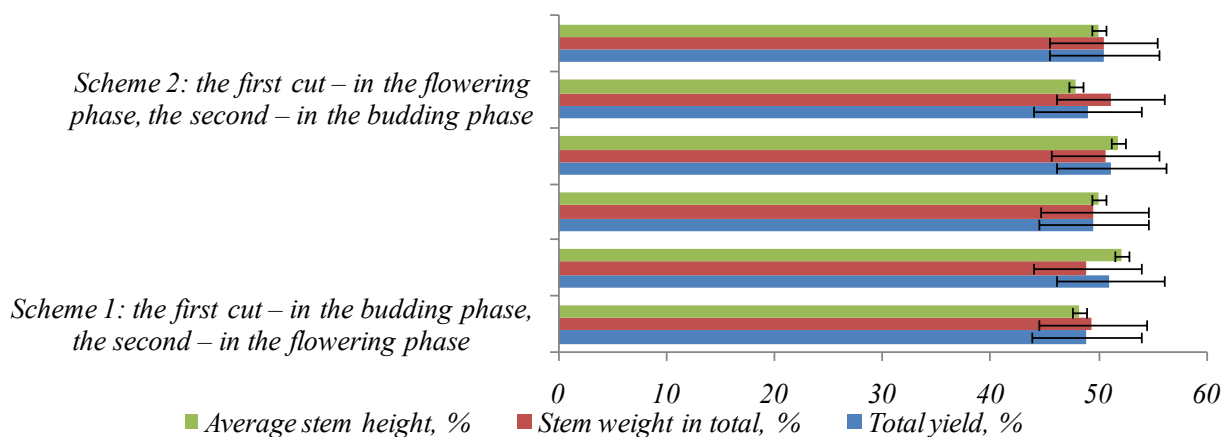 Scheme 2: the first cut – in the flowering
phase, the second – in the budding phase
Scheme 1: the first cut – in the budding phase,
the second – in the flowering phase
0 10 20 30 40 50 60
Average stem height, % Stem weight in total, % Total yield, %